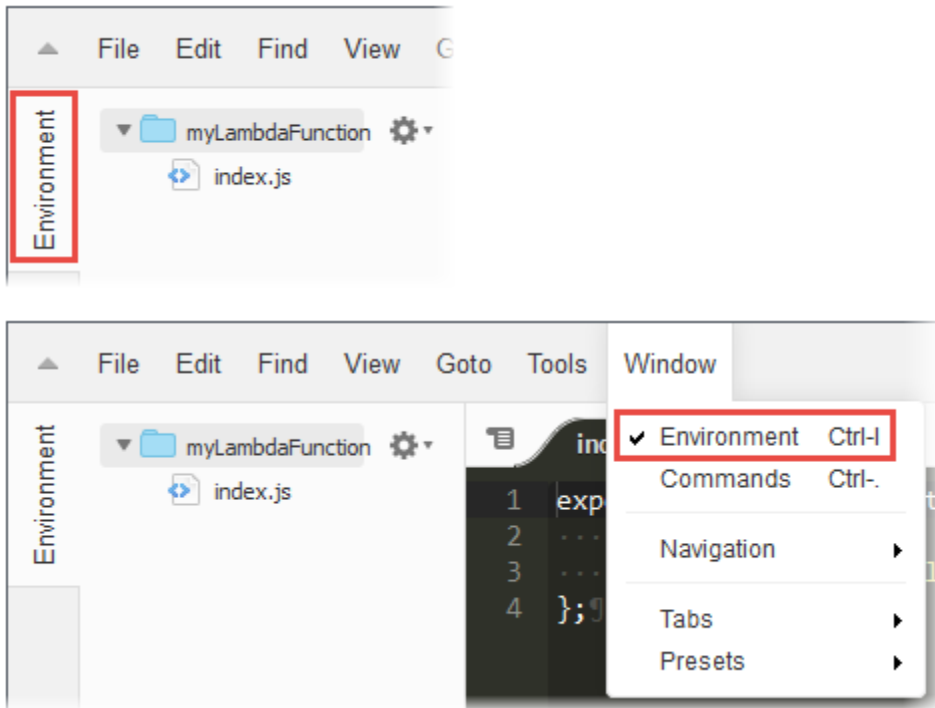 File Edit Find View
Environment
myLambdaFunction
index.js
File Edit Find View Goto Tools Window
Environment
myLambdaFunction
index.js
1 exp
2
3
4 };
Environment Ctrl-I
Commands Ctrl-.
Navigation
Tabs
Presets